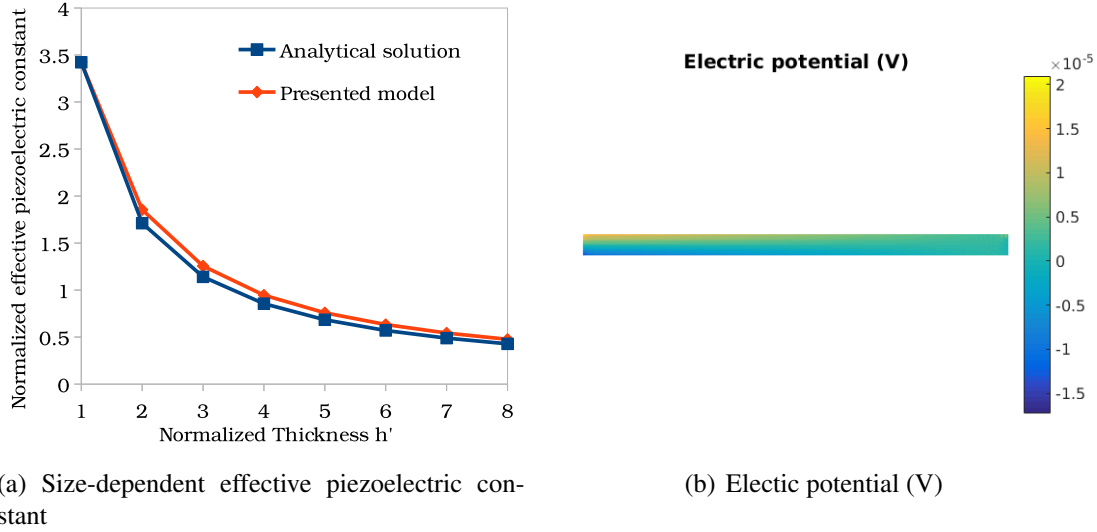 Normalized effective piezoelectric constant
4
3.5
3
2.5
2
1.5
1
0.5
0
Analytical solution
Presented model
1 2 3 4 5 6 7 8
Normalized Thickness h'
Electric potential (V)
×10-5
2
1.5
1
0.5
0
-0.5
-1
-1.5
(a) Size-dependent effective piezoelectric con-
stant
(b) Electic potential (V)